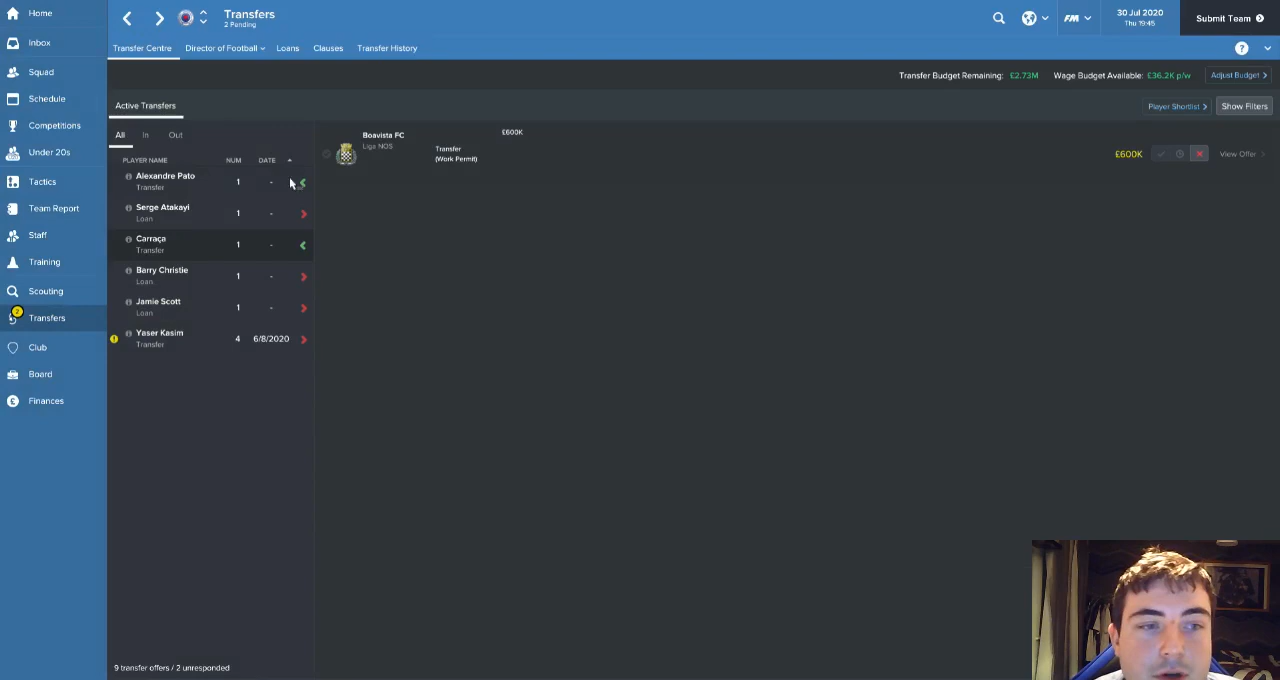 Home
Inbox
Squad
Schedule
Competitions
Under 20s
Tactics
Team Report
Staff
Training
Scouting
2
Transfers
Club
Board
Finances
Transfers
2 Pending
FM
30 Jul 2020
Thu 19:45
Submit Team
Transfer Centre
Director of Football
Loans
Clauses
Transfer History
?
Transfer Budget Remaining: £2.73M
Wage Budget Available: £36.2K p/w
Adjust Budget
Active Transfers
Player Shortlist
Show Filters
All
In
Out
PLAYER NAME
NUM
DATE
Alexandre Pato
Transfer
1
-
Serge Atakayi
Loan
1
-
Carraça
Transfer
1
-
Barry Christie
Loan
1
-
Jamie Scott
Loan
1
-
Yaser Kasim
Transfer
4
6/8/2020
Boavista FC
Liga NOS
Transfer
(Work Permit)
£600K
£600K
View Offer
9 transfer offers / 2 unresponded